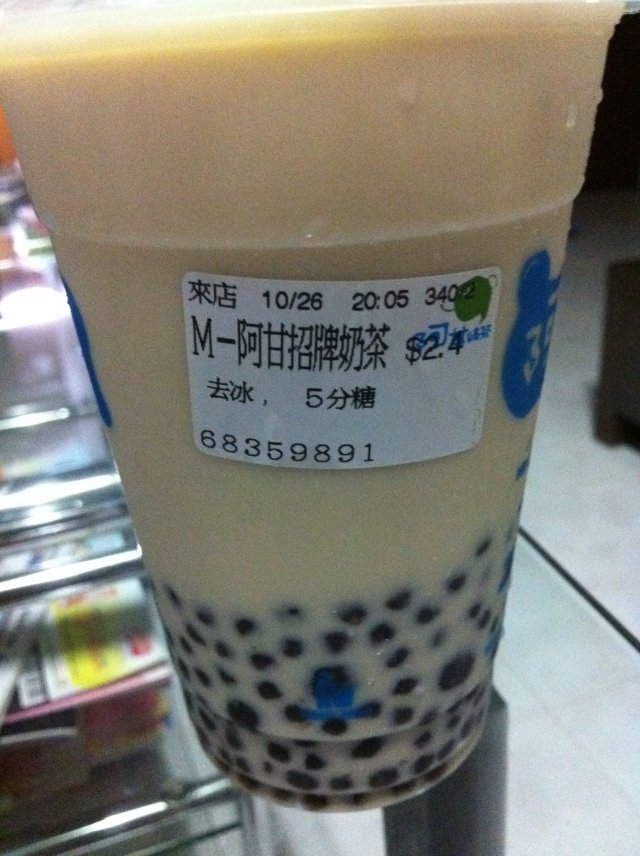 來店 10/26 20:05 340-2
M-阿甘招牌奶茶 $2.4
去冰, 5分糖
68359891